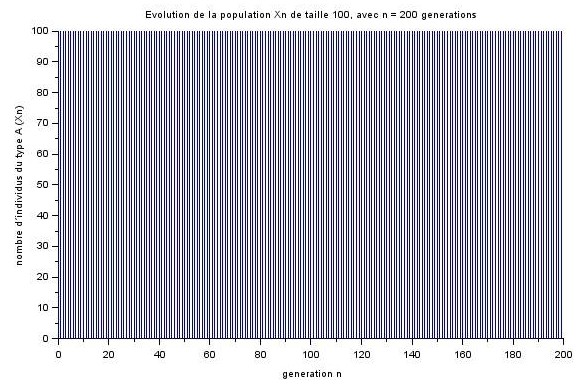 Evolution de la population Xn de taille 100, avec n = 200 generations
nombre d'individus du type A (Xn)
100
90
80
70
60
50
40
30
20
10
0
0 20 40 60 80 100 120 140 160 180 200
generation n